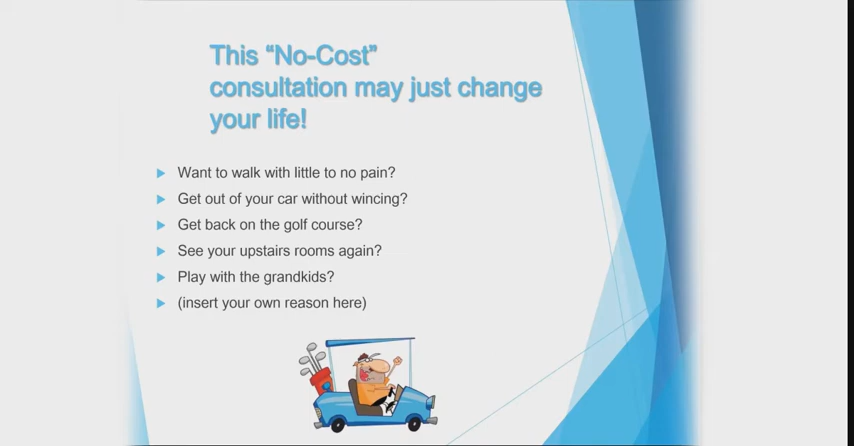 This “No-Cost”
consultation may just change
your life!
Want to walk with little to no pain?
Get out of your car without wincing?
Get back on the golf course?
See your upstairs rooms again?
Play with the grandkids?
(insert your own reason here)